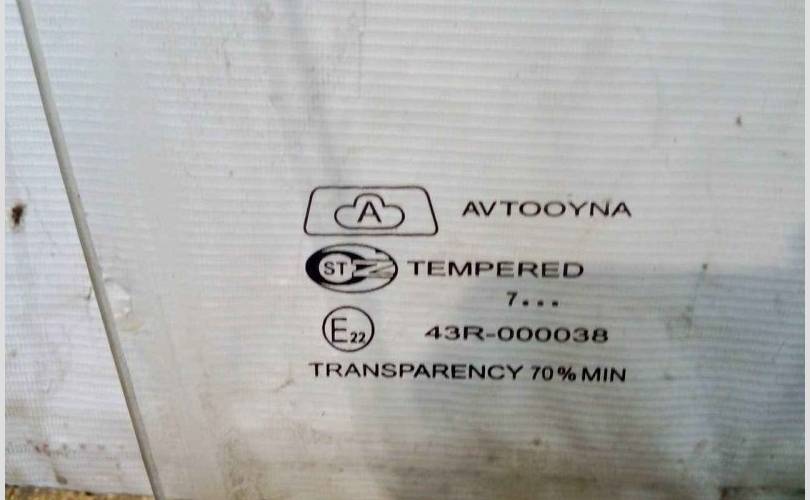 A AVTOOYNA
ST TEMPERED
7...
E22 43R-000038
TRANSPARENCY 70% MIN